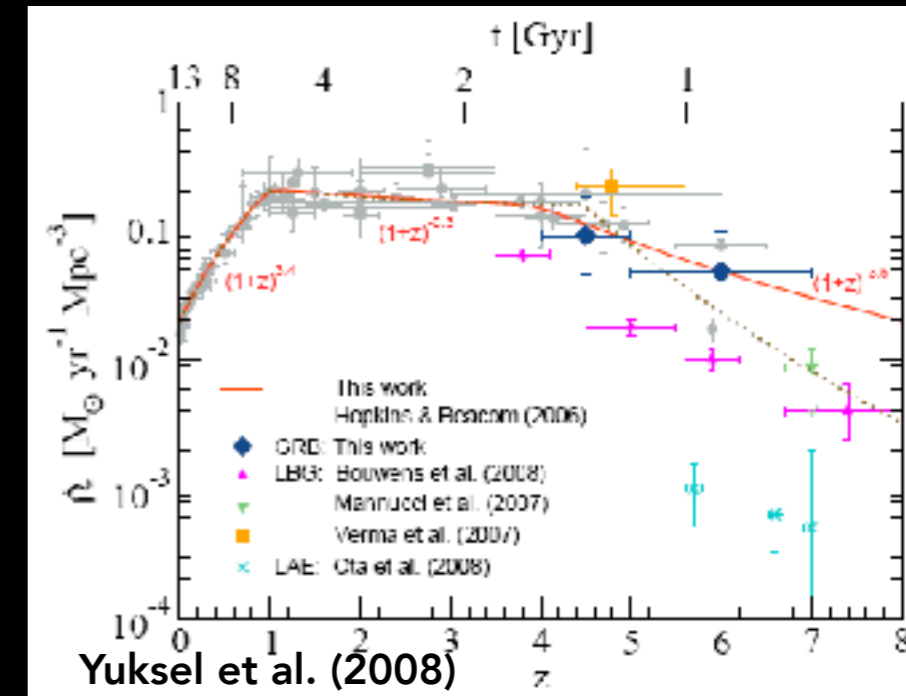 t [Gyr]
13 8 4 2 1
1
0.1
10⁻²
10⁻³
10⁻⁴
[M☉ yr⁻¹ Mpc⁻³]
(1+z)³·⁴
(1+z)
(1+z)
This work
Hopkins & Beacom (2006)
GRB: This work
LBG: Bouwens et al. (2008)
Mannucci et al. (2007)
Verma et al. (2007)
LAE: Ota et al. (2008)
0 1 2 3 4 5 6 7 8
z
Yuksel et al. (2008)